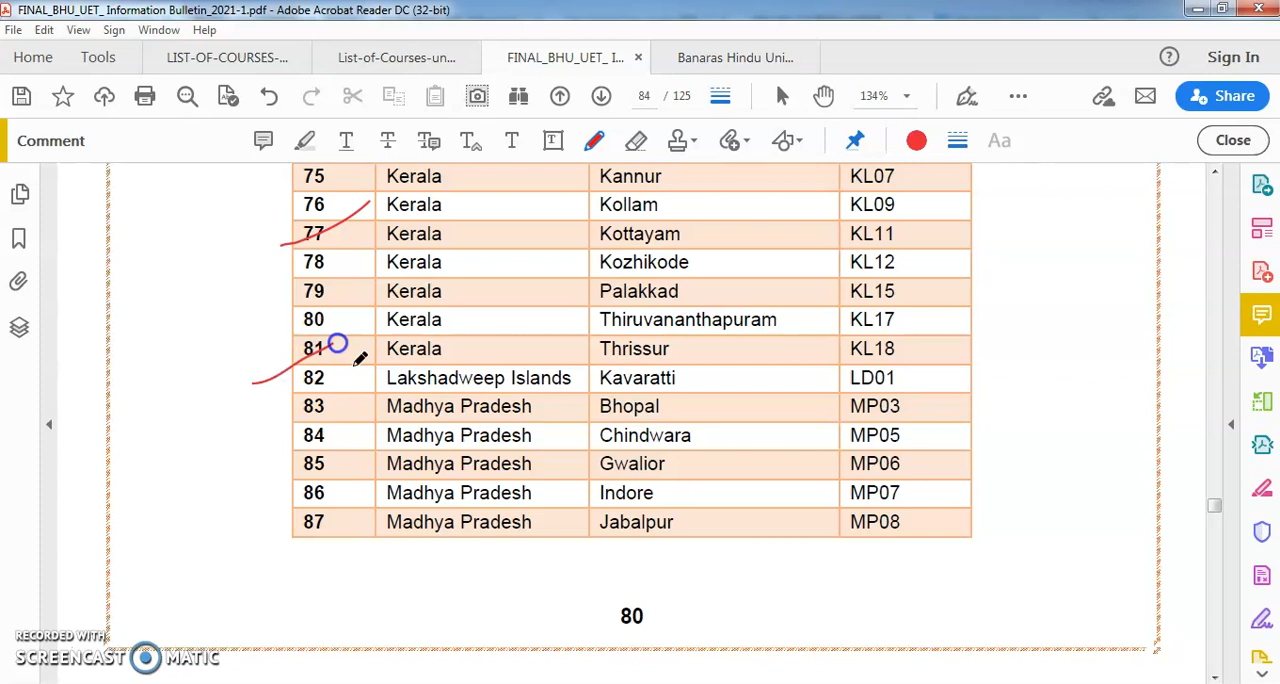 FINAL_BHU_UET_ Information Bulletin_2021-1.pdf - Adobe Acrobat Reader DC (32-bit)
File Edit View Sign Window Help
Home Tools LIST-OF-COURSES-... List-of-Courses-un... FINAL_BHU_UET_ I... × Banaras Hindu Uni... Sign In
84 / 125 134% Share
Comment Aa Close
75 Kerala Kannur KL07
76 Kerala Kollam KL09
77 Kerala Kottayam KL11
78 Kerala Kozhikode KL12
79 Kerala Palakkad KL15
80 Kerala Thiruvananthapuram KL17
81 Kerala Thrissur KL18
82 Lakshadweep Islands Kavaratti LD01
83 Madhya Pradesh Bhopal MP03
84 Madhya Pradesh Chindwara MP05
85 Madhya Pradesh Gwalior MP06
86 Madhya Pradesh Indore MP07
87 Madhya Pradesh Jabalpur MP08
80
RECORDED WITH
SCREENCAST MATIC